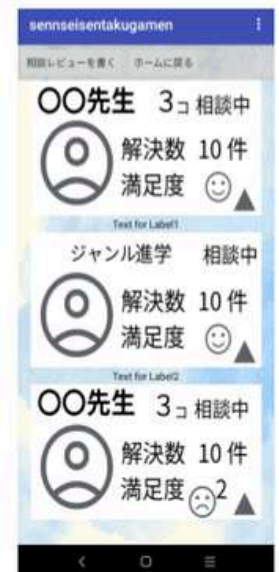 sennseisentakugamen
相談レビューを書く ホームに戻る
〇〇先生 3コ 相談中
解決数 10件
満足度
Text for Label1
ジャンル進学 相談中
解決数 10件
満足度
Text for Label2
〇〇先生 3コ 相談中
解決数 10件
満足度 2